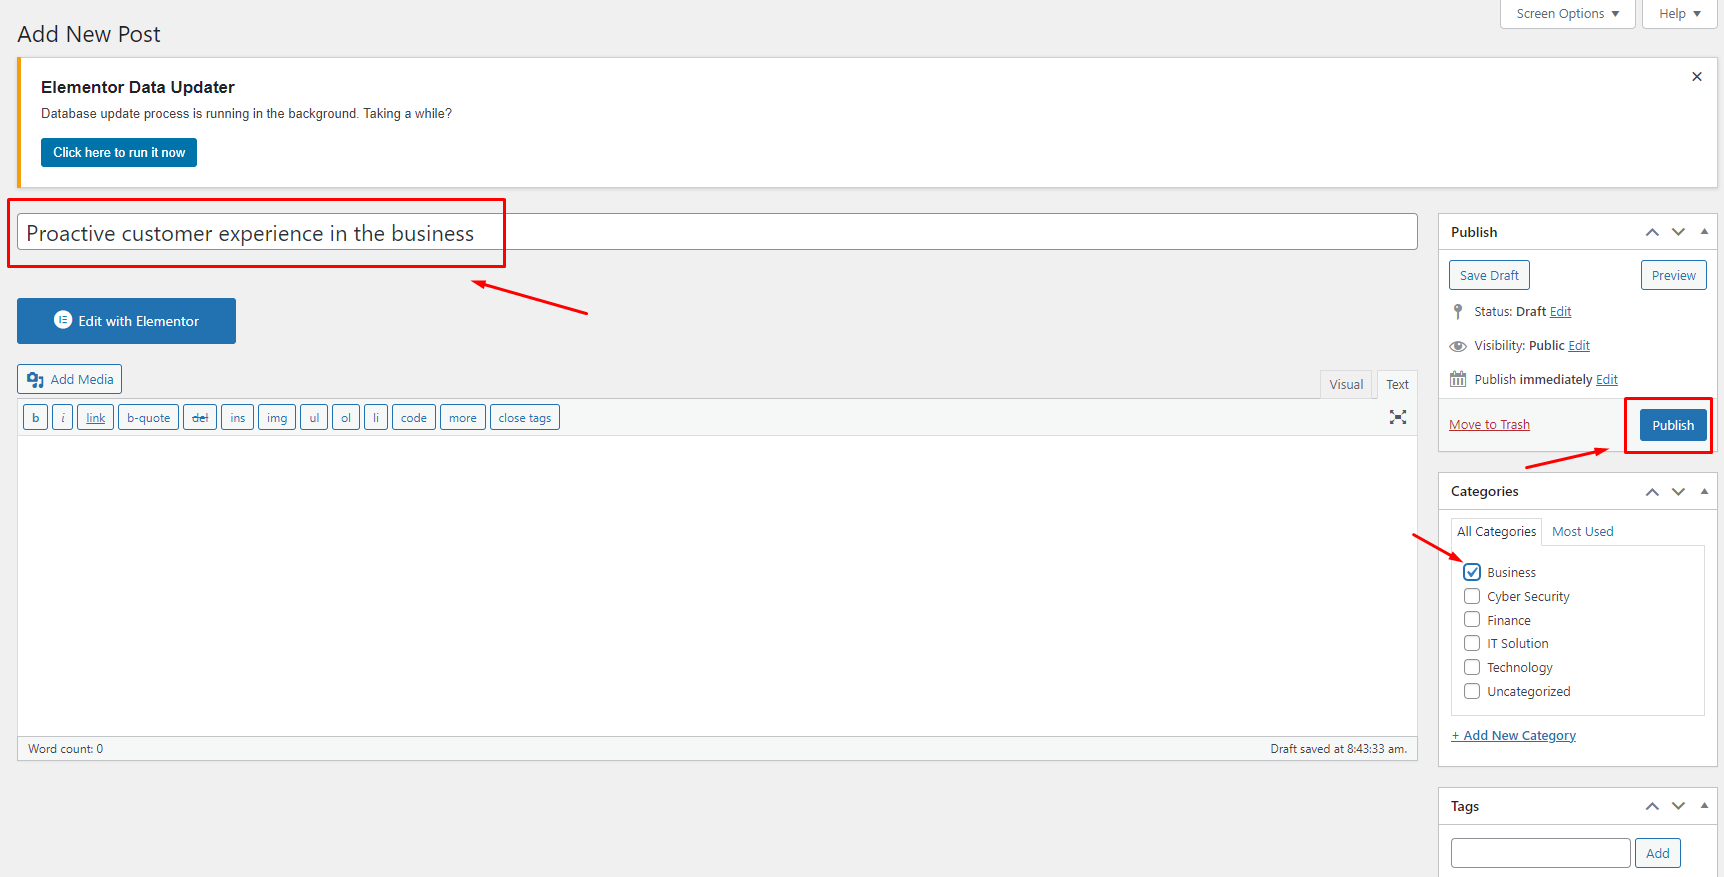 Screen Options ▼
Help ▼
Add New Post
Elementor Data Updater
Database update process is running in the background. Taking a while?
Click here to run it now
Proactive customer experience in the business
Edit with Elementor
Add Media
Visual
Text
b
i
link
b-quote
del
ins
img
ul
ol
li
code
more
close tags
Word count: 0
Draft saved at 8:43:33 am.
Publish
Save Draft
Preview
Status: Draft Edit
Visibility: Public Edit
Publish immediately Edit
Move to Trash
Publish
Categories
All Categories
Most Used
Business
Cyber Security
Finance
IT Solution
Technology
Uncategorized
+ Add New Category
Tags
Add